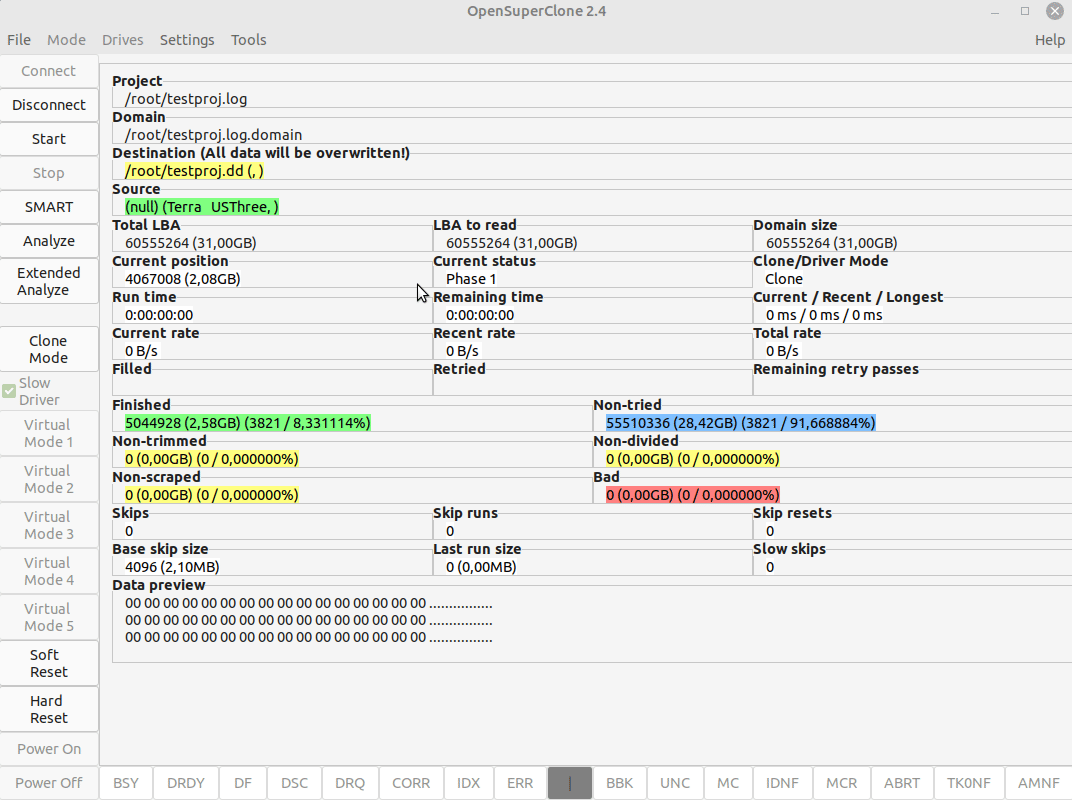 OpenSuperClone 2.4
File Mode Drives Settings Tools Help
Connect
Disconnect
Start
Stop
SMART
Analyze
Extended
Analyze
Clone
Mode
Slow
Driver
Virtual
Mode 1
Virtual
Mode 2
Virtual
Mode 3
Virtual
Mode 4
Virtual
Mode 5
Soft
Reset
Hard
Reset
Power On
Power Off
Project
/root/testproj.log
Domain
/root/testproj.log.domain
Destination (All data will be overwritten!)
/root/testproj.dd (, )
Source
(null) (Terra   USThree, )
Total LBA LBA to read Domain size
60555264 (31,00GB) 60555264 (31,00GB) 60555264 (31,00GB)
Current position Current status Clone/Driver Mode
4067008 (2,08GB) Phase 1 Clone
Run time Remaining time Current / Recent / Longest
0:00:00:00 0:00:00:00 0 ms / 0 ms / 0 ms
Current rate Recent rate Total rate
0 B/s 0 B/s 0 B/s
Filled Retried Remaining retry passes
Finished Non-tried
5044928 (2,58GB) (3821 / 8,331114%) 55510336 (28,42GB) (3821 / 91,668884%)
Non-trimmed Non-divided
0 (0,00GB) (0 / 0,000000%) 0 (0,00GB) (0 / 0,000000%)
Non-scraped Bad
0 (0,00GB) (0 / 0,000000%) 0 (0,00GB) (0 / 0,000000%)
Skips Skip runs Skip resets
0 0 0
Base skip size Last run size Slow skips
4096 (2,10MB) 0 (0,00MB) 0
Data preview
00 00 00 00 00 00 00 00 00 00 00 00 00 00 00 00 ................
00 00 00 00 00 00 00 00 00 00 00 00 00 00 00 00 ................
00 00 00 00 00 00 00 00 00 00 00 00 00 00 00 00 ................
BSY DRDY DF DSC DRQ CORR IDX ERR | BBK UNC MC IDNF MCR ABRT TK0NF AMNF